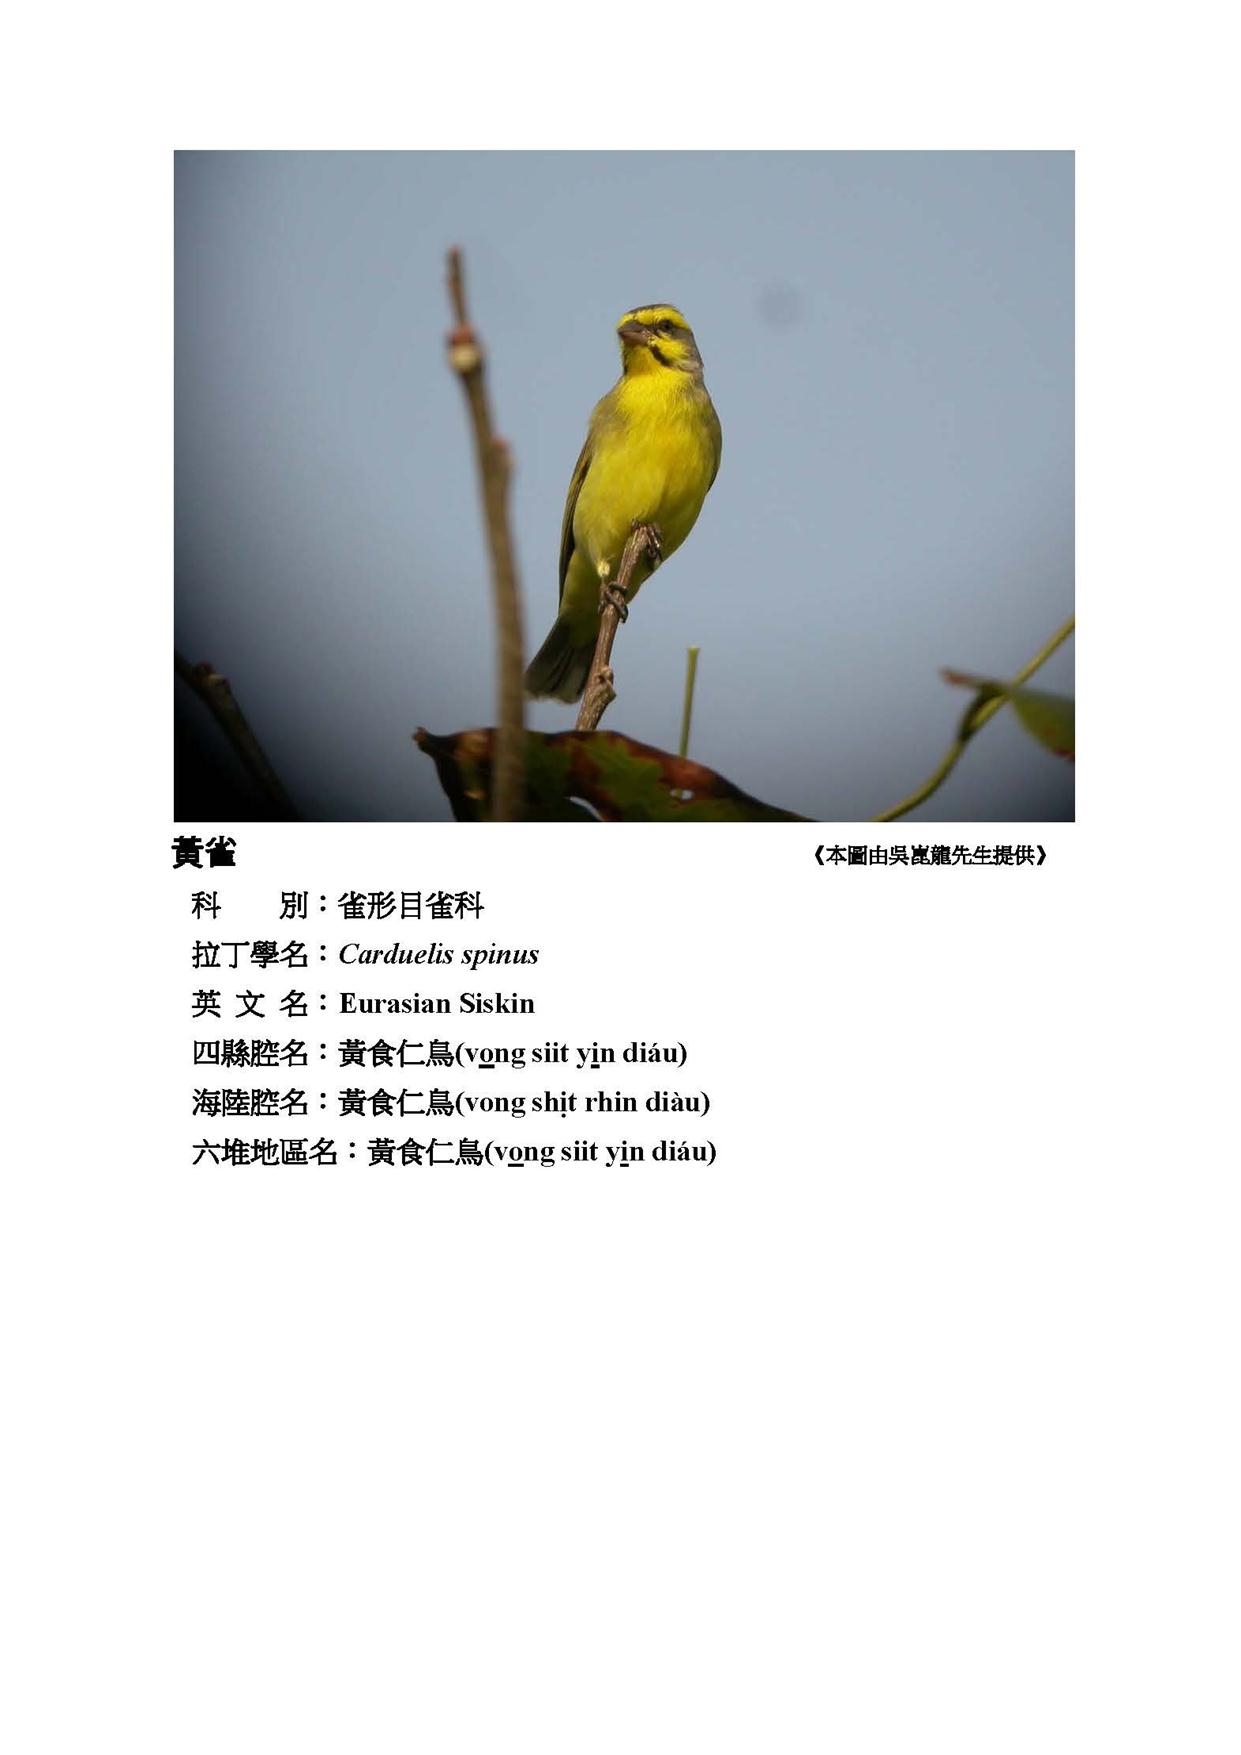 黃雀 《本圖由吳崑龍先生提供》
科　　別：雀形目雀科
拉丁學名：Carduelis spinus
英 文 名：Eurasian Siskin
四縣腔名：黃食仁鳥(vo̲ng siit yi̲n diáu)
海陸腔名：黃食仁鳥(vong shịt rhin diàu)
六堆地區名：黃食仁鳥(vo̲ng siit yi̲n diáu)